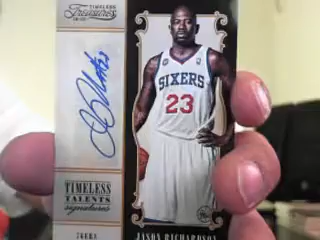 TIMELESS
Treasures
SIXERS
23
TIMELESS
TALENTS
signatures
76ERS
JASON RICHARDSON